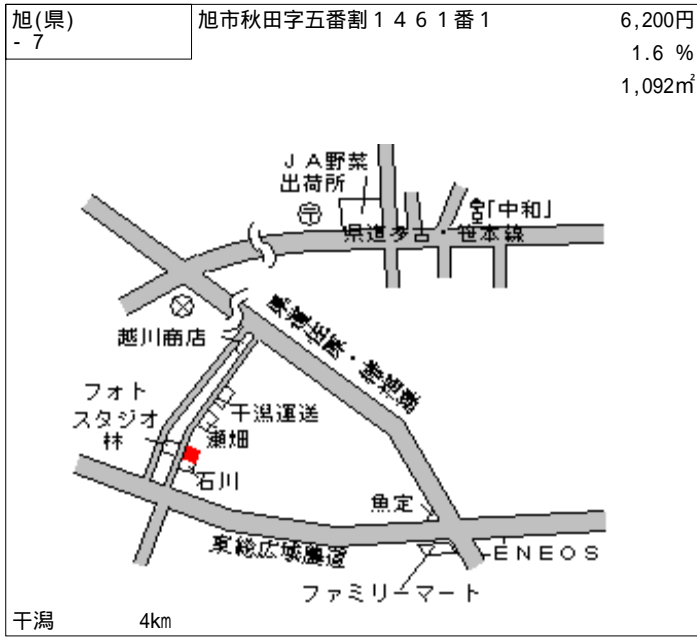 旭(県)
- 7
旭市秋田字五番割1461番1
6,200円
1.6 %
1,092㎡
JA野菜
出荷所
「中和」
県道多古・笹本線
越川商店
県道佐原・椿海線
フォト
スタジオ
林
干潟運送
瀬畑
石川
魚定
東総広域農道
ENEOS
ファミリーマート
干潟 4km